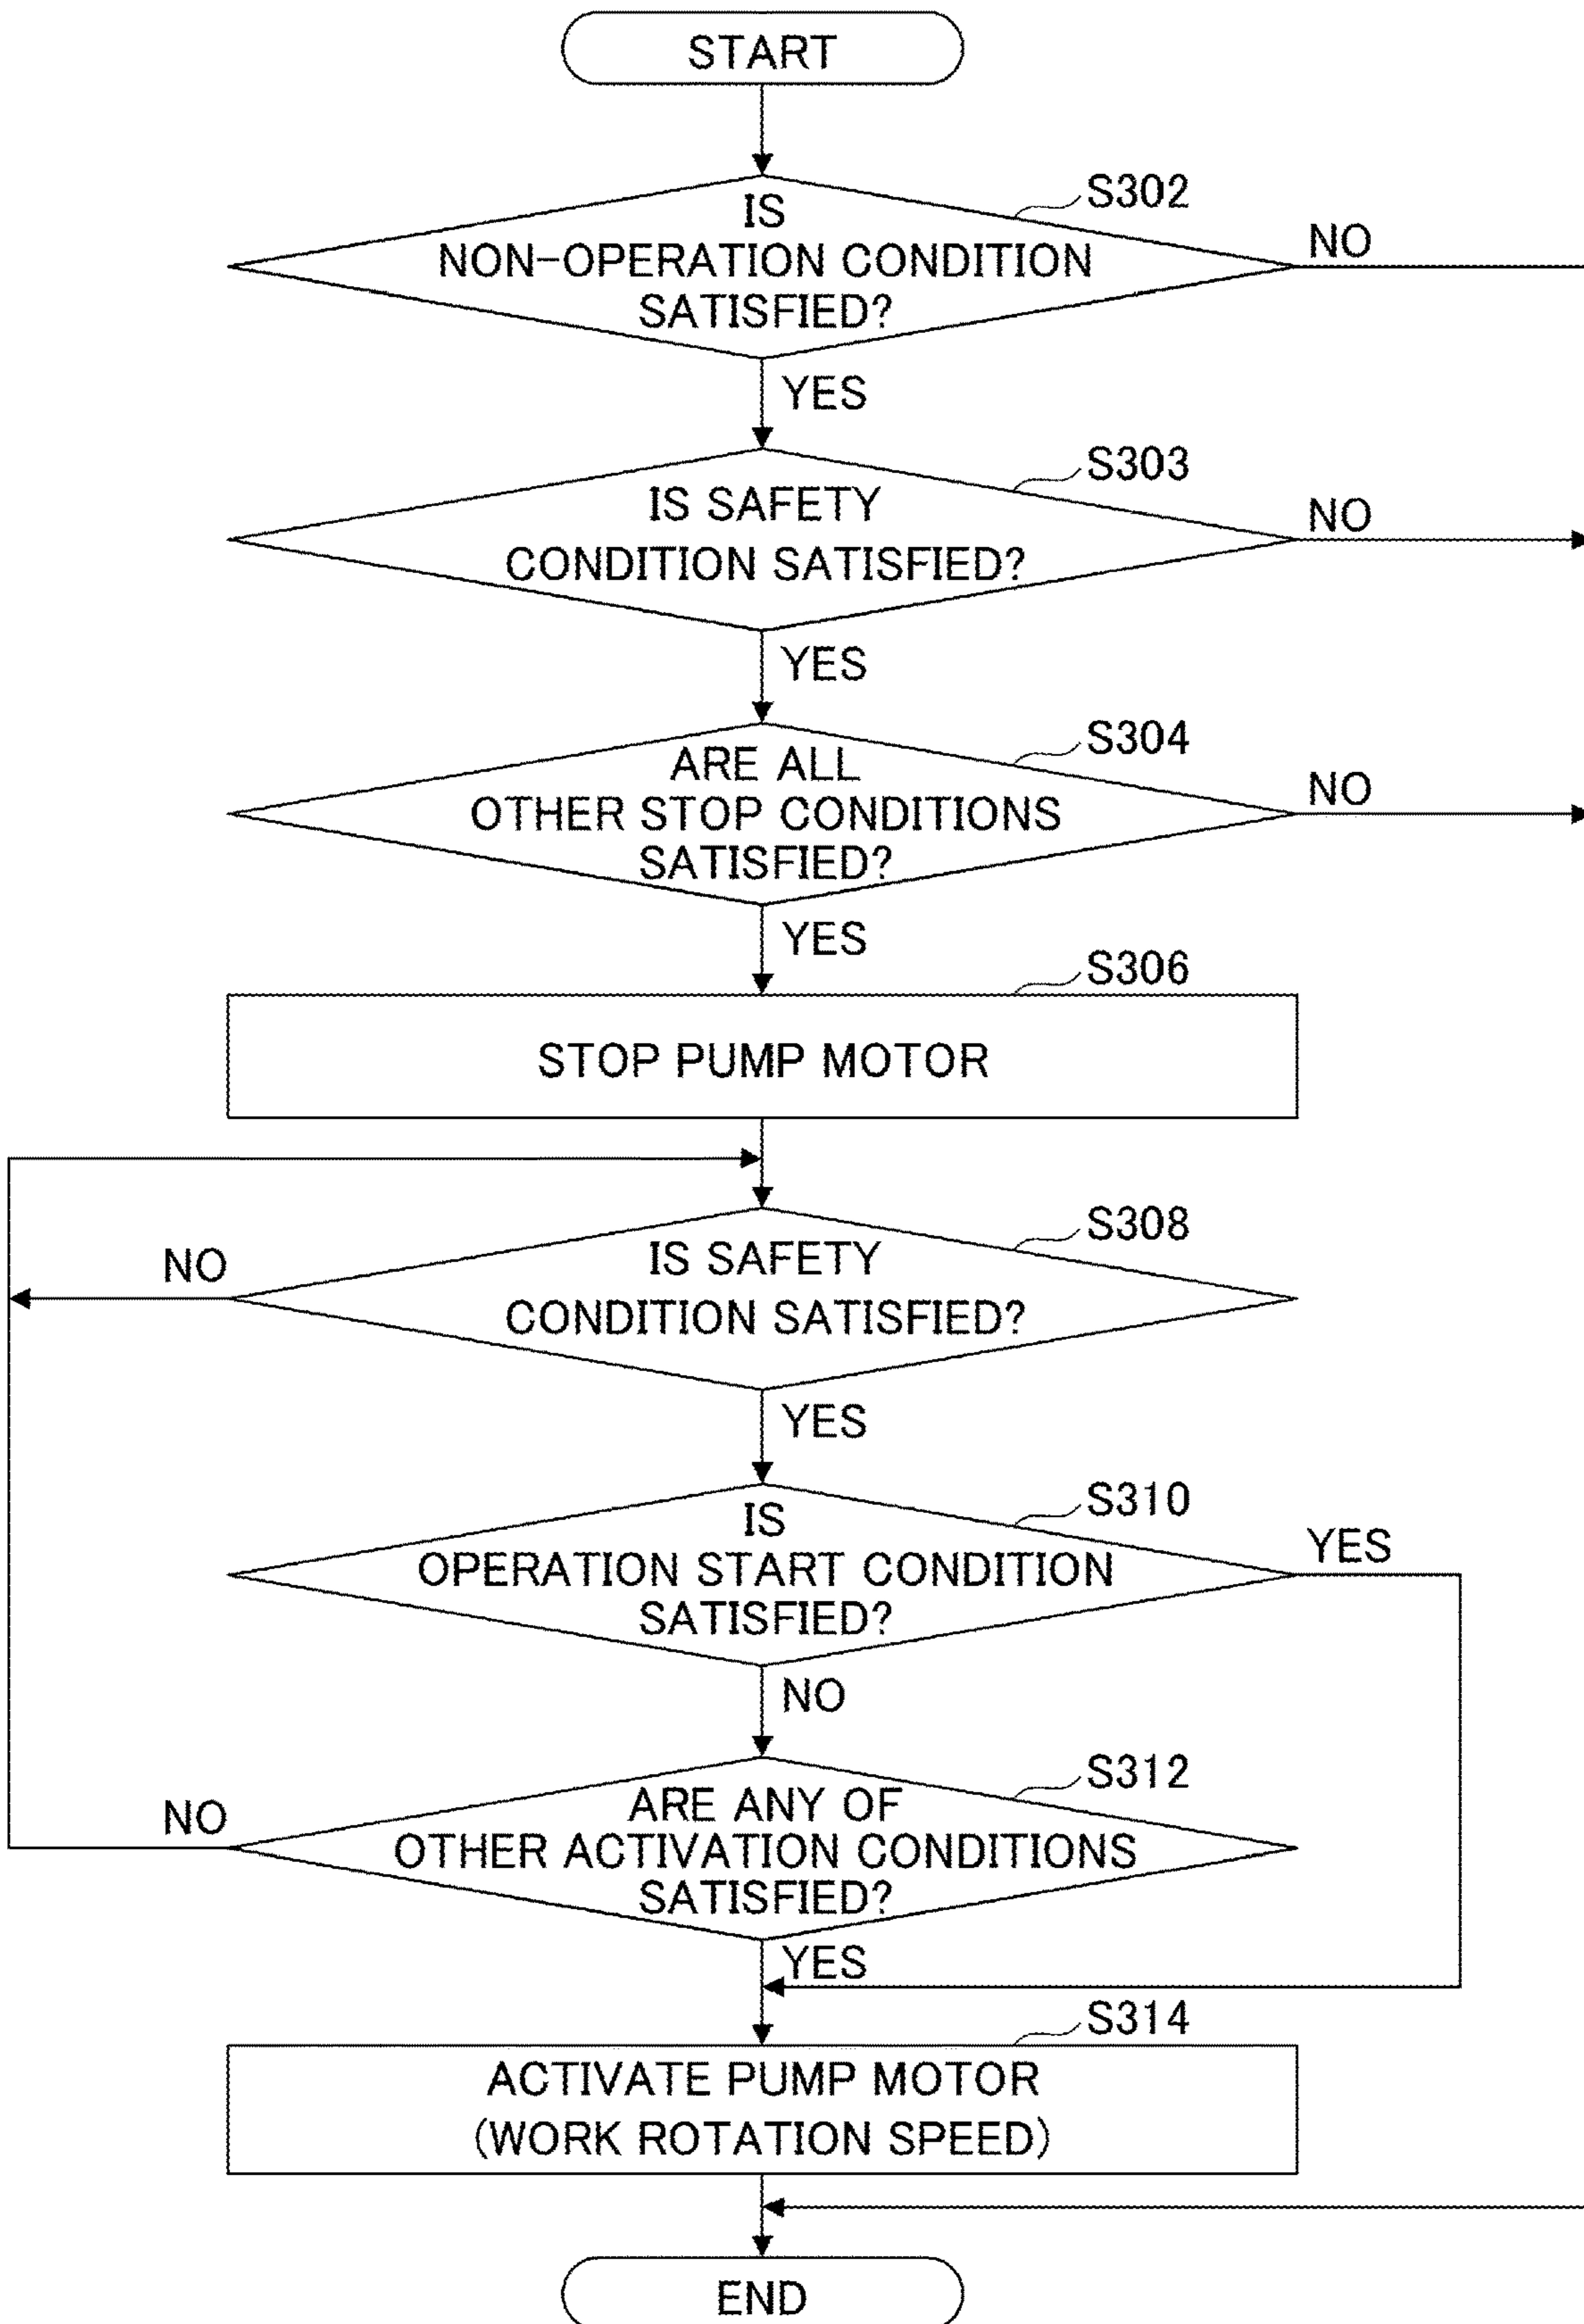 START
S302
IS
NON-OPERATION CONDITION
SATISFIED?
NO
YES
S303
IS SAFETY
CONDITION SATISFIED?
NO
YES
S304
ARE ALL
OTHER STOP CONDITIONS
SATISFIED?
NO
YES
S306
STOP PUMP MOTOR
S308
IS SAFETY
CONDITION SATISFIED?
NO
YES
S310
IS
OPERATION START CONDITION
SATISFIED?
YES
NO
S312
ARE ANY OF
OTHER ACTIVATION CONDITIONS
SATISFIED?
NO
YES
S314
ACTIVATE PUMP MOTOR
(WORK ROTATION SPEED)
END